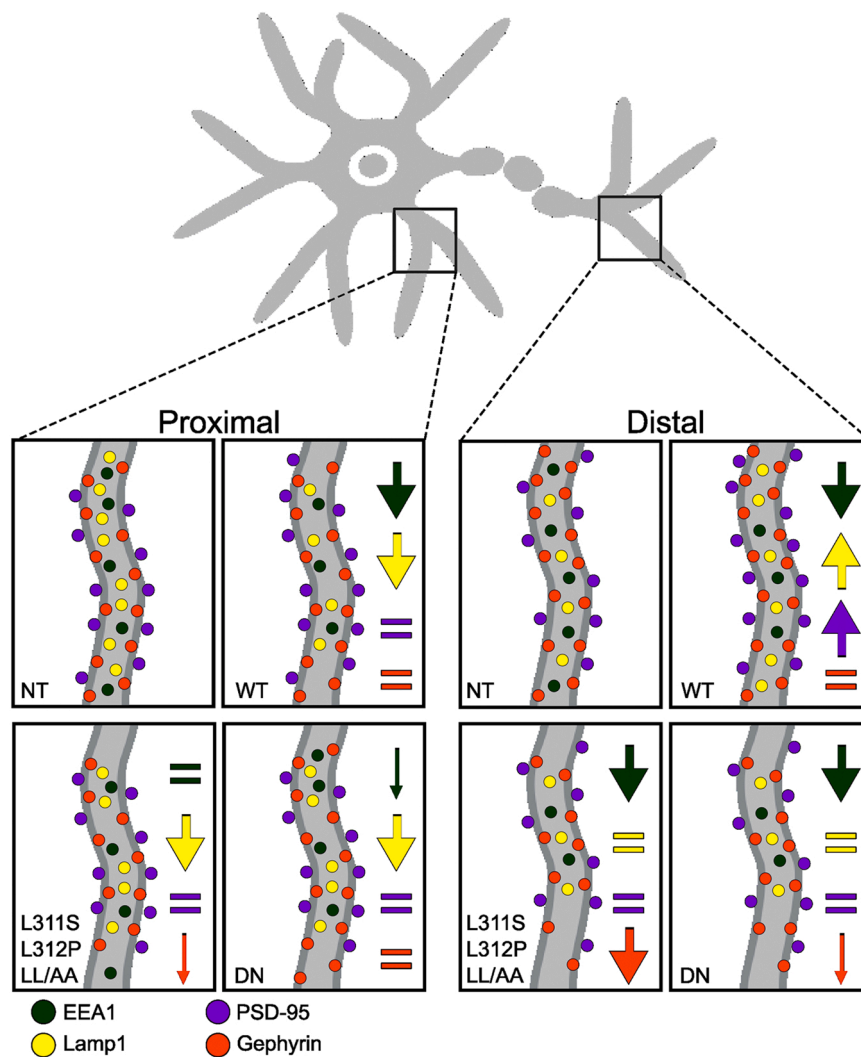 Proximal
Distal
NT
WT
NT
WT
L311S
L312P
LL/AA
DN
L311S
L312P
LL/AA
DN
EEA1
PSD-95
Lamp1
Gephyrin